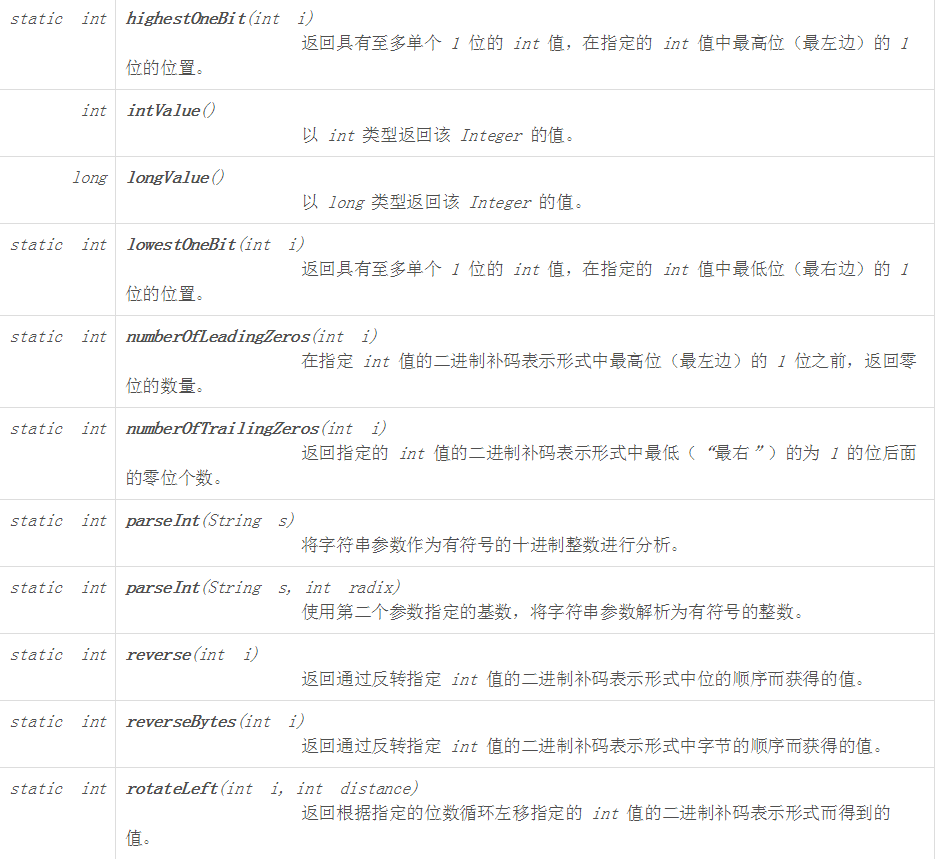 static int highestOneBit(int i)
返回具有至多单个 1 位的 int 值，在指定的 int 值中最高位（最左边）的 1
位的位置。
int intValue()
以 int 类型返回该 Integer 的值。
long longValue()
以 long 类型返回该 Integer 的值。
static int lowestOneBit(int i)
返回具有至多单个 1 位的 int 值，在指定的 int 值中最低位（最右边）的 1
位的位置。
static int numberOfLeadingZeros(int i)
在指定 int 值的二进制补码表示形式中最高位（最左边）的 1 位之前，返回零
位的数量。
static int numberOfTrailingZeros(int i)
返回指定的 int 值的二进制补码表示形式中最低（“最右”）的为 1 的位后面
的零位个数。
static int parseInt(String s)
将字符串参数作为有符号的十进制整数进行分析。
static int parseInt(String s, int radix)
使用第二个参数指定的基数，将字符串参数解析为有符号的整数。
static int reverse(int i)
返回通过反转指定 int 值的二进制补码表示形式中位的顺序而获得的值。
static int reverseBytes(int i)
返回通过反转指定 int 值的二进制补码表示形式中字节的顺序而获得的值。
static int rotateLeft(int i, int distance)
返回根据指定的位数循环左移指定的 int 值的二进制补码表示形式而得到的
值。